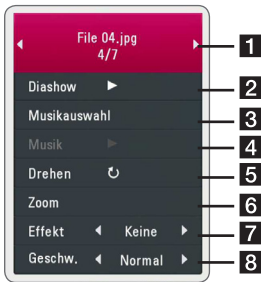 File 04.jpg 1
4/7
Diashow 2
Musikauswahl 3
Musik 4
Drehen 5
Zoom 6
Effekt Keine 7
Geschw. Normal 8